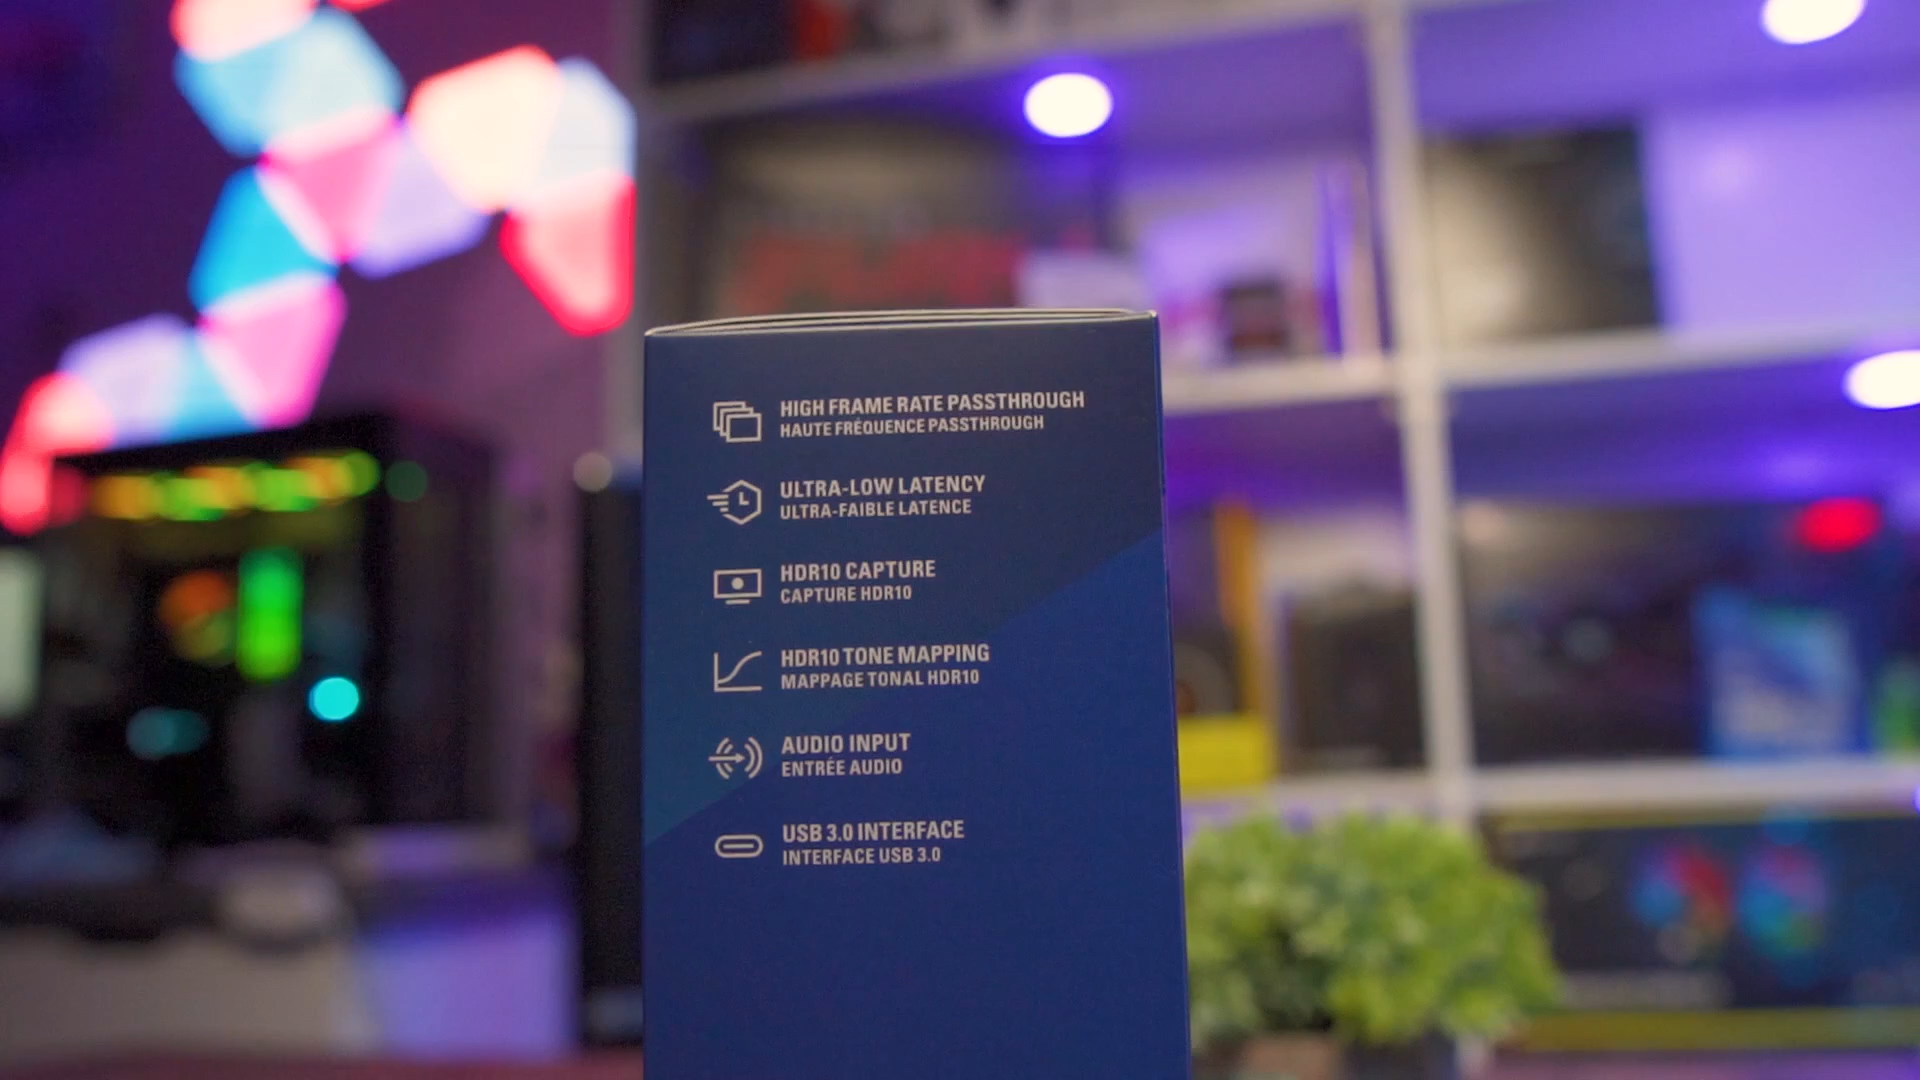 HIGH FRAME RATE PASSTHROUGH
HAUTE FRÉQUENCE PASSTHROUGH
ULTRA-LOW LATENCY
ULTRA-FAIBLE LATENCE
HDR10 CAPTURE
CAPTURE HDR10
HDR10 TONE MAPPING
MAPPAGE TONAL HDR10
AUDIO INPUT
ENTRÉE AUDIO
USB 3.0 INTERFACE
INTERFACE USB 3.0